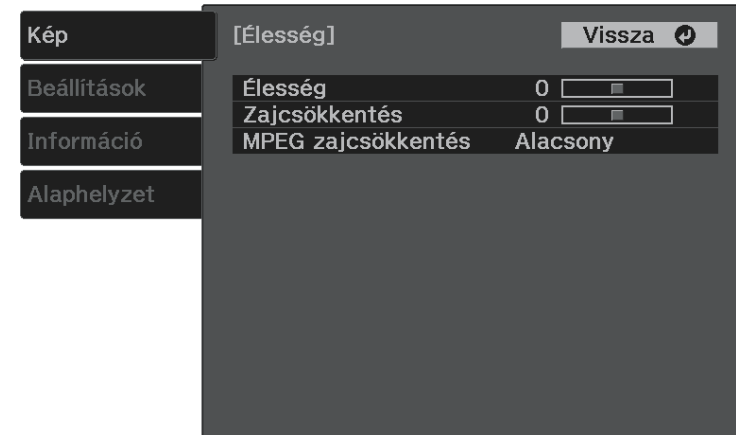 Kép
Beállítások
Információ
Alaphelyzet
[Élesség] Vissza
Élesség 0
Zajcsökkentés 0
MPEG zajcsökkentés Alacsony